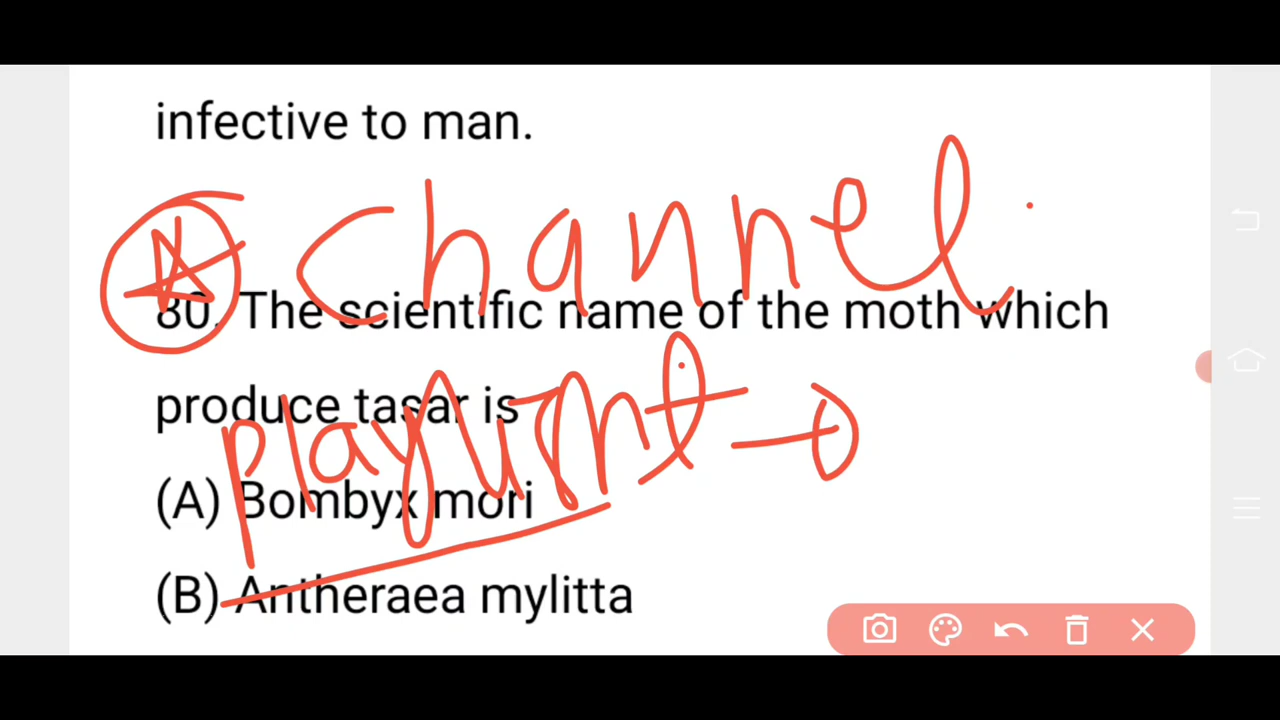 infective to man.
Channel
80. The scientific name of the moth which
produce tasar is
playlist
(A) Bombyx mori
(B) Antheraea mylitta